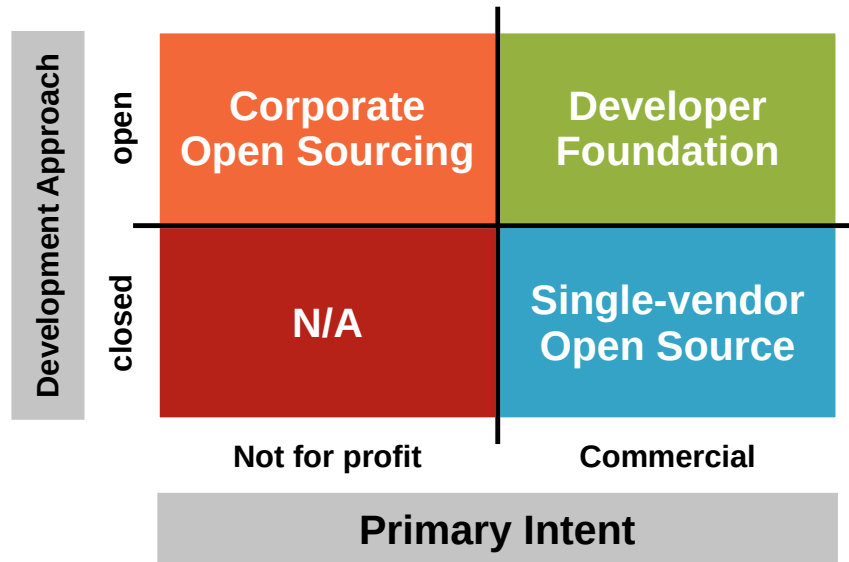 Development Approach
open
Corporate
Open Sourcing
Developer
Foundation
closed
N/A
Single-vendor
Open Source
Not for profit
Commercial
Primary Intent